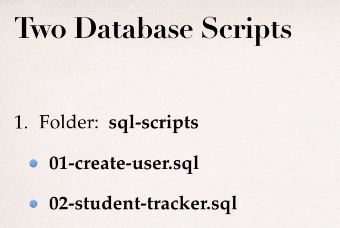 Two Database Scripts
1. Folder: sql-scripts
• 01-create-user.sql
• 02-student-tracker.sql